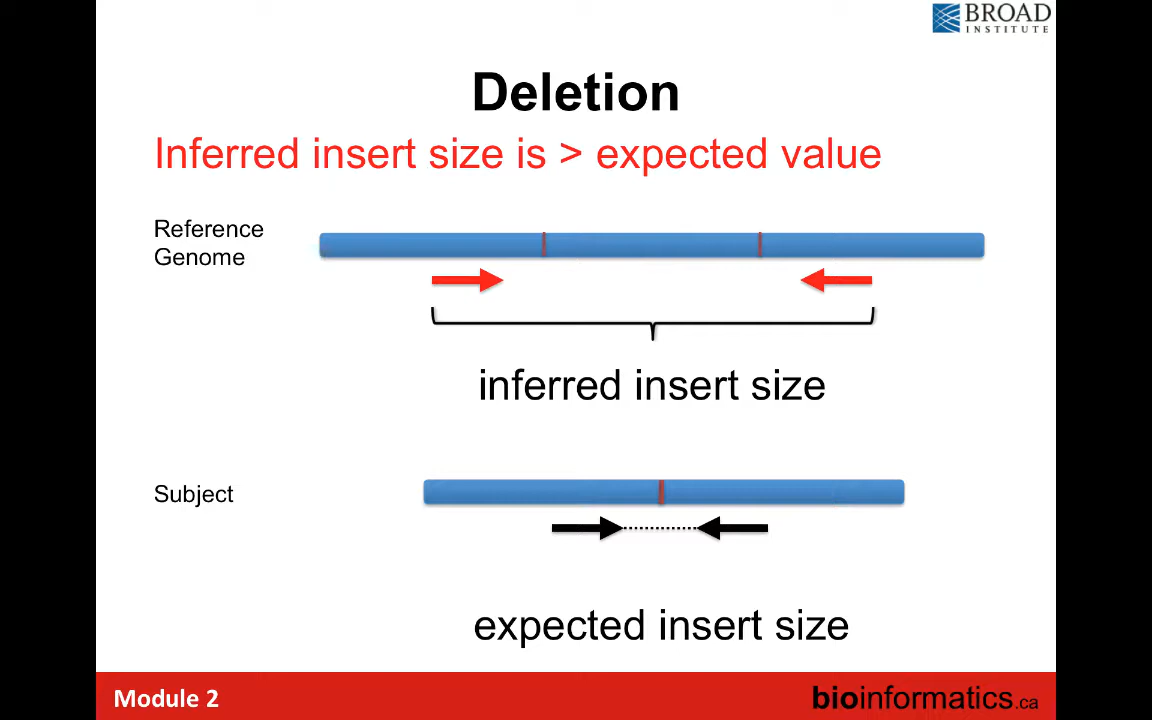 BROAD
INSTITUTE
Deletion
Inferred insert size is > expected value
Reference
Genome
inferred insert size
Subject
expected insert size
Module 2
bioinformatics.ca